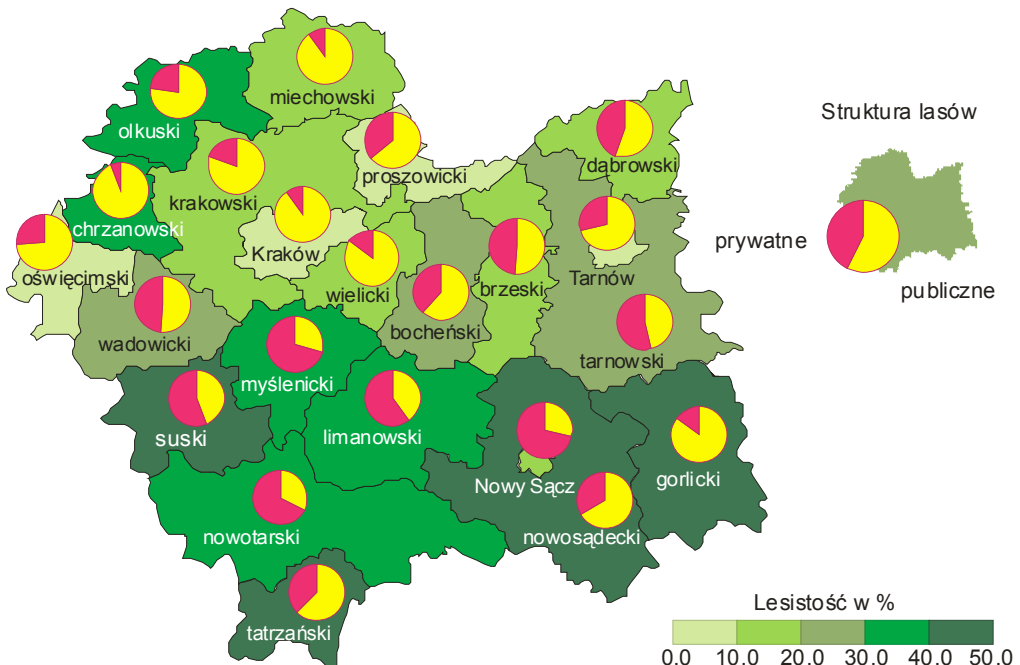 miechowski
olkuski
Struktura lasów
dąbrowski
proszowicki
krakowski
chrzanowski
prywatne
Kraków
oświęcimski
Tarnów
wielicki
brzeski
publiczne
bocheński
wadowicki
tarnowski
myślenicki
limanowski
suski
gorlicki
Nowy Sącz
nowotarski
nowosądecki
Lesistość w %
tatrzański
0.0 10.0 20.0 30.0 40.0 50.0